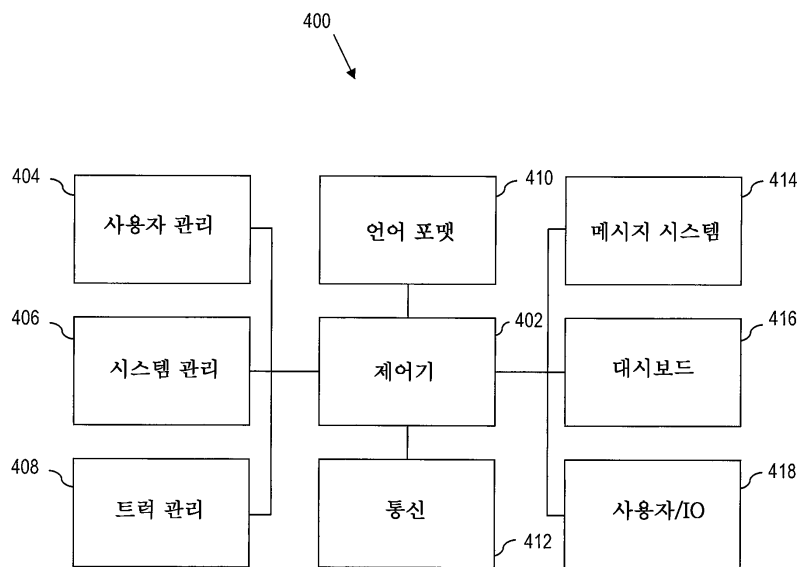 400
404
사용자 관리
410
언어 포맷
414
메시지 시스템
406
시스템 관리
402
제어기
416
대시보드
408
트럭 관리
통신
412
418
사용자/IO